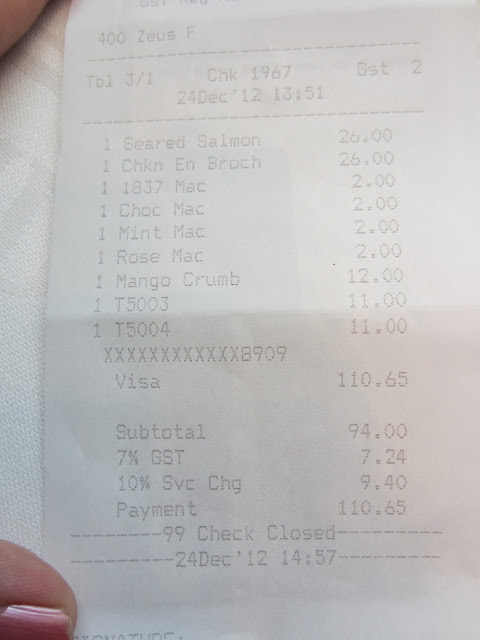 400 Zeus F
Tbl 3/1 Chk 1967 Gst 2
24Dec'12 13:51
1 Seared Salmon 26.00
1 Chkn En Broch 26.00
1 1837 Mac 2.00
1 Choc Mac 2.00
1 Mint Mac 2.00
1 Rose Mac 2.00
1 Mango Crumb 12.00
1 T5003 11.00
1 T5004 11.00
XXXXXXXXXXXX8909
Visa 110.65
Subtotal 94.00
7% GST 7.24
10% Svc Chg 9.40
Payment 110.65
--------99 Check Closed---------
---------24Dec'12 14:57---------